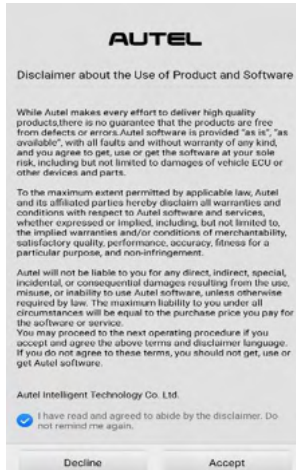 AUTEL
Disclaimer about the Use of Product and Software
While Autel makes every effort to deliver high quality
products,there is no guarantee that the products are free
from defects or errors.Autel software is provided "as is", "as
available", with all faults and without warranty of any kind,
and you agree to get, use or get the software at your sole
risk, including but not limited to damages of vehicle ECU or
other devices and parts.
To the maximum extent permitted by applicable law, Autel
and its affiliated parties hereby disclaim all warranties and
conditions with respect to Autel software and services,
whether expressed or implied, including, but not limited to,
the implied warranties and/or conditions of merchantability,
satisfactory quality, performance, accuracy, fitness for a
particular purpose, and non-infringement.
Autel will not be liable to you for any direct, indirect, special,
incidental, or consequential damages resulting from the use,
misuse, or inability to use Autel software, unless otherwise
required by law. The maximum liability to you under all
circumstances will be equal to the purchase price you pay for
the software or service.
You may proceed to the next operating procedure if you
accept and agree the above terms and disclaimer language.
If you do not agree to these terms, you should not get, use or
get Autel software.
Autel Intelligent Technology Co. Ltd.
I have read and agreed to abide by the disclaimer. Do
not remind me again.
Decline
Accept